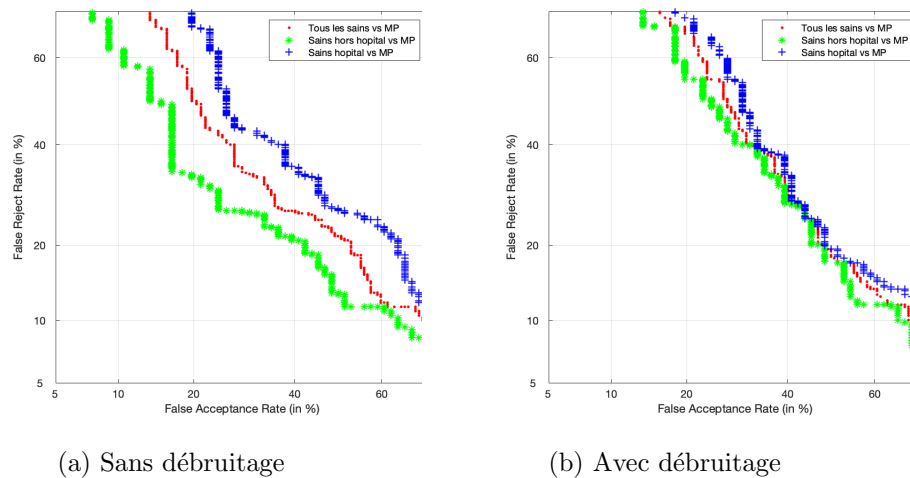 Tous les sains vs MP
Sains hors hopital vs MP
Sains hopital vs MP
60
40
20
10
5
False Reject Rate (in %)
5
10
20
40
60
False Acceptance Rate (in %)
(a) Sans débruitage
Tous les sains vs MP
Sains hors hopital vs MP
Sains hopital vs MP
60
40
20
10
5
False Reject Rate (in %)
5
10
20
40
60
False Acceptance Rate (in %)
(b) Avec débruitage